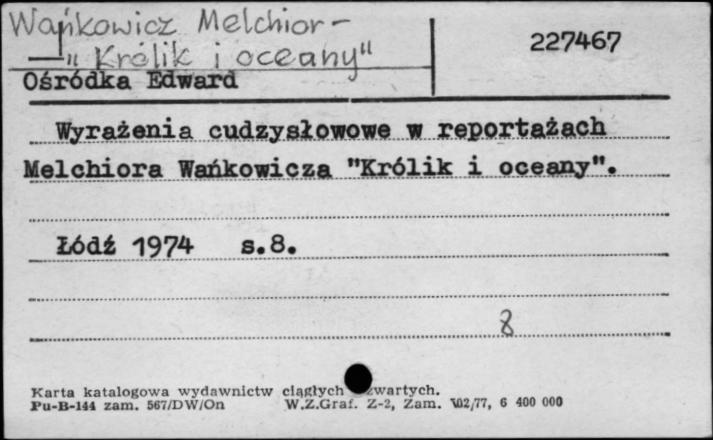 Wańkowicz Melchior-
— "Królik i oceany"
227467
Ośródka Edward
Wyrażenia cudzysłowowe w reportażach
Melchiora Wańkowicza "Królik i oceany".
Łódź 1974 s.8.
8
Karta katalogowa wydawnictw ciągłych zwartych.
Pu-B-144 zam. 567/DW/On W.Z.Graf. Z-2, Zam. 102/77, 6 400 000